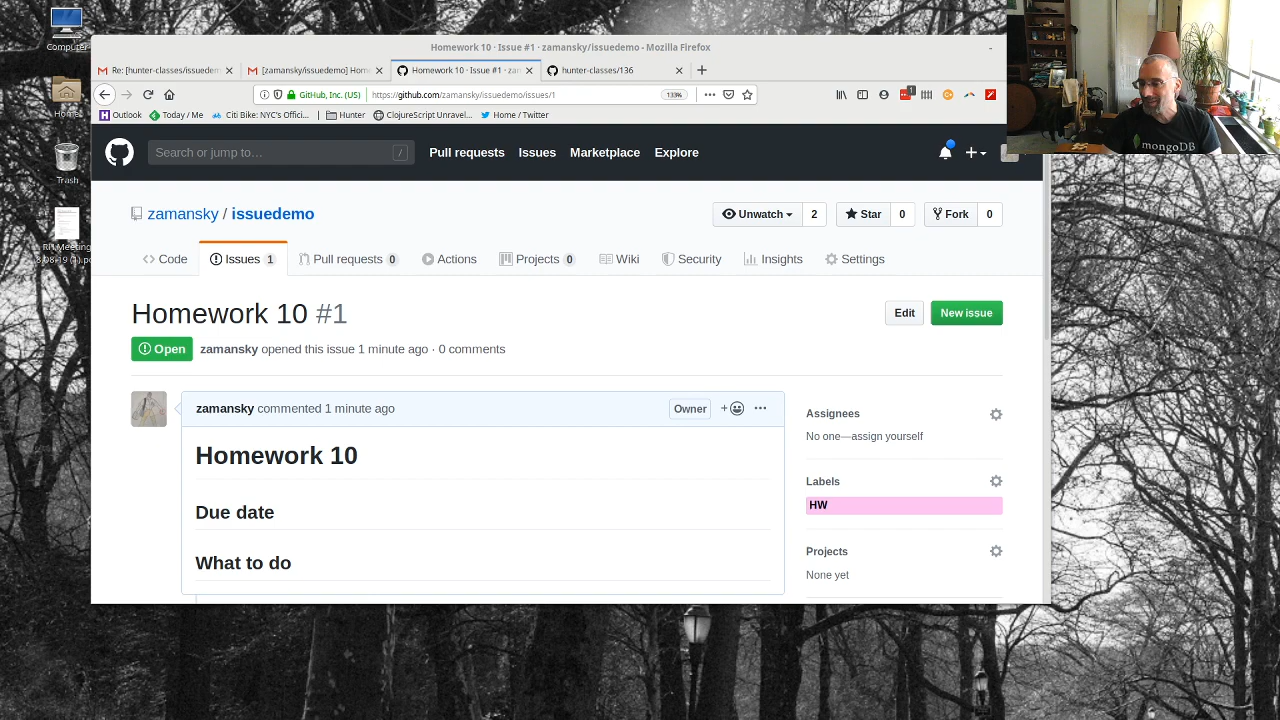 Computer
Home
Trash
RPI Meeting
Homework 10 · Issue #1 · zamansky/issuedemo - Mozilla Firefox
Re: [hunter-classes/issuedem
[zamansky/issuedemo] Home
Homework 10 · Issue #1 · zan
hunter-classes/136
GitHub, Inc. (US)
https://github.com/zamansky/issuedemo/issues/1
133%
Outlook
Today / Me
Citi Bike: NYC's Offici...
Hunter
ClojureScript Unravel...
Home / Twitter
mongoDB
Search or jump to…
/
Pull requests
Issues
Marketplace
Explore
zamansky / issuedemo
Unwatch 2
Star 0
Fork 0
Code
Issues 1
Pull requests 0
Actions
Projects 0
Wiki
Security
Insights
Settings
Homework 10 #1
Edit
New issue
Open
zamansky opened this issue 1 minute ago · 0 comments
zamansky commented 1 minute ago
Owner
Homework 10
Due date
What to do
Assignees
No one—assign yourself
Labels
HW
Projects
None yet